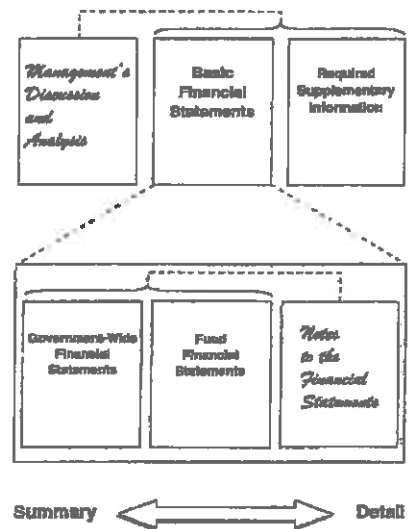 Management's
Discussion
and
Analysis
Basic
Financial
Statements
Required
Supplementary
Information
Government-Wide
Financial
Statements
Fund
Financial
Statements
Notes
to the
Financial
Statements
Summary
Detail